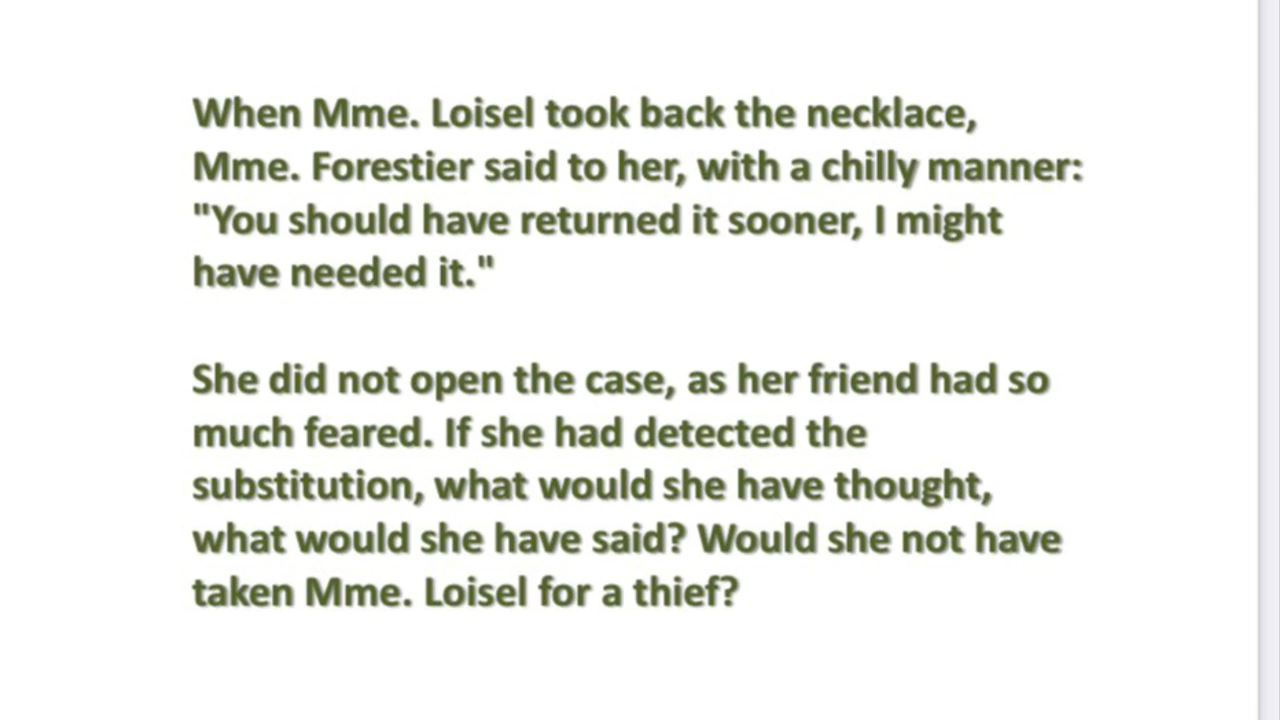 When Mme. Loisel took back the necklace,
Mme. Forestier said to her, with a chilly manner:
"You should have returned it sooner, I might
have needed it."
She did not open the case, as her friend had so
much feared. If she had detected the
substitution, what would she have thought,
what would she have said? Would she not have
taken Mme. Loisel for a thief?